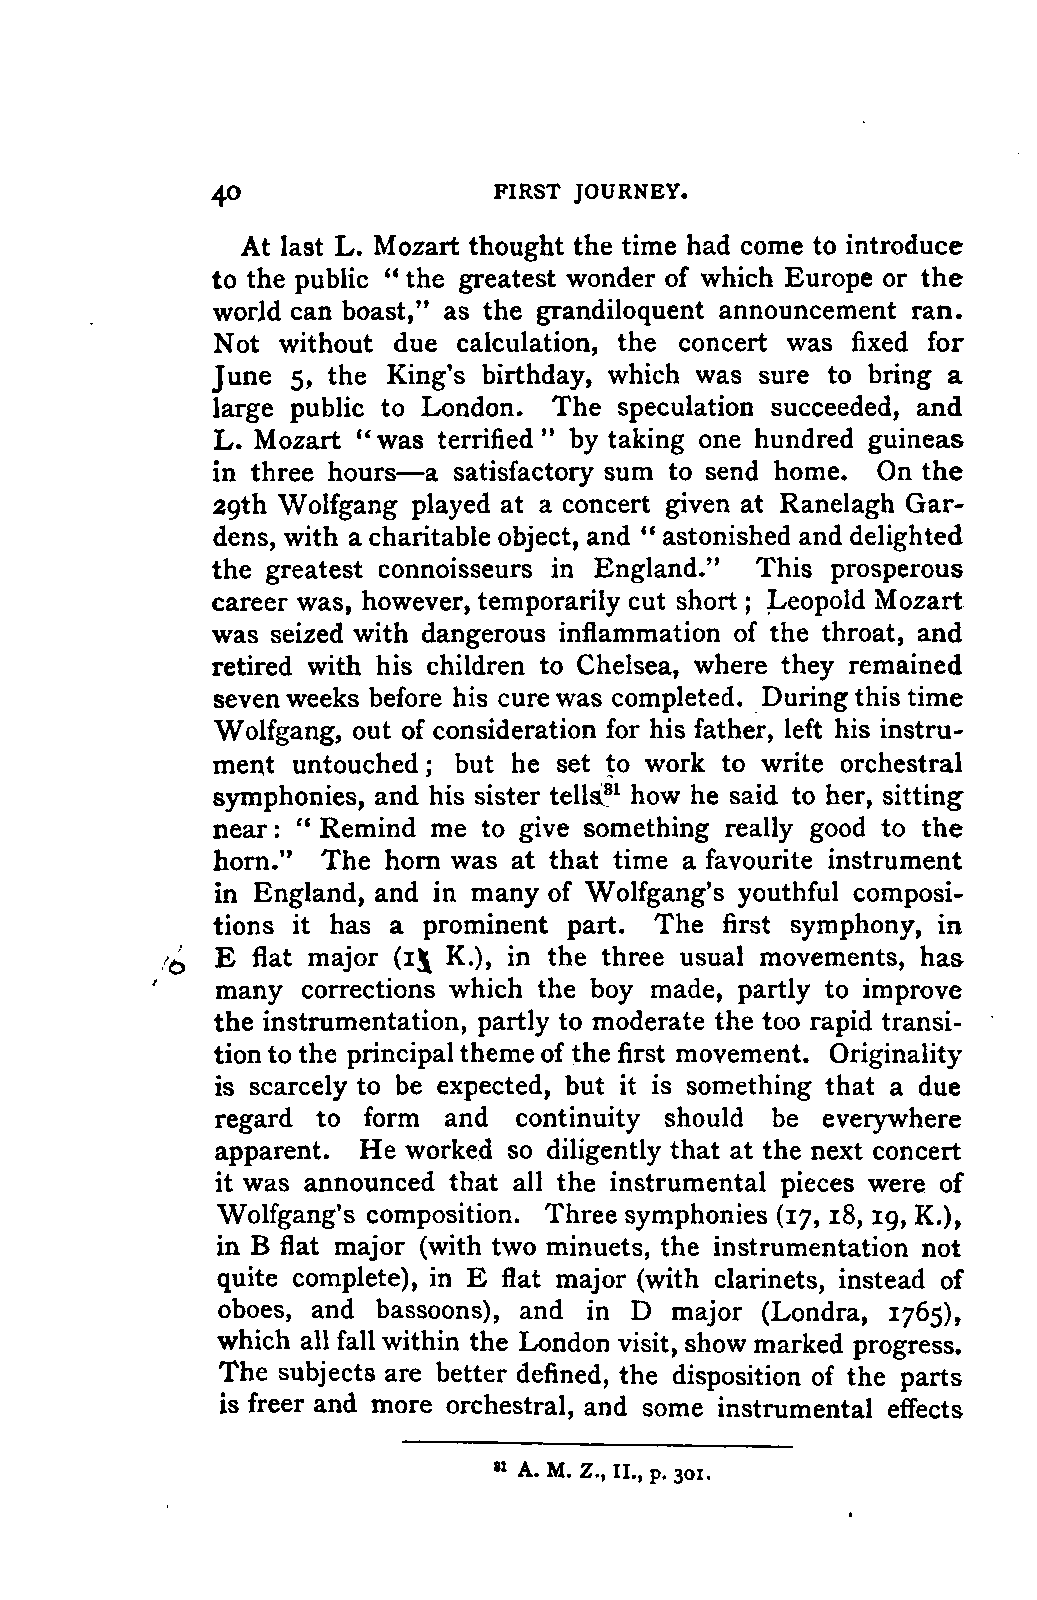 40 FIRST JOURNEY.
At last L. Mozart thought the time had come to introduce
to the public " the greatest wonder of which Europe or the
world can boast," as the grandiloquent announcement ran.
Not without due calculation, the concert was fixed for
June 5, the King's birthday, which was sure to bring a
large public to London. The speculation succeeded, and
L. Mozart "was terrified" by taking one hundred guineas
in three hours—a satisfactory sum to send home. On the
29th Wolfgang played at a concert given at Ranelagh Gar-
dens, with a charitable object, and " astonished and delighted
the greatest connoisseurs in England." This prosperous
career was, however, temporarily cut short ; Leopold Mozart
was seized with dangerous inflammation of the throat, and
retired with his children to Chelsea, where they remained
seven weeks before his cure was completed. During this time
Wolfgang, out of consideration for his father, left his instru-
ment untouched ; but he set to work to write orchestral
symphonies, and his sister tells⁸¹ how he said to her, sitting
near : " Remind me to give something really good to the
horn." The horn was at that time a favourite instrument
in England, and in many of Wolfgang's youthful composi-
tions it has a prominent part. The first symphony, in
6 E flat major (1 K.), in the three usual movements, has
many corrections which the boy made, partly to improve
the instrumentation, partly to moderate the too rapid transi-
tion to the principal theme of the first movement. Originality
is scarcely to be expected, but it is something that a due
regard to form and continuity should be everywhere
apparent. He worked so diligently that at the next concert
it was announced that all the instrumental pieces were of
Wolfgang's composition. Three symphonies (17, 18, 19, K.),
in B flat major (with two minuets, the instrumentation not
quite complete), in E flat major (with clarinets, instead of
oboes, and bassoons), and in D major (Londra, 1765),
which all fall within the London visit, show marked progress.
The subjects are better defined, the disposition of the parts
is freer and more orchestral, and some instrumental effects
⁸¹ A. M. Z., II., p. 301.